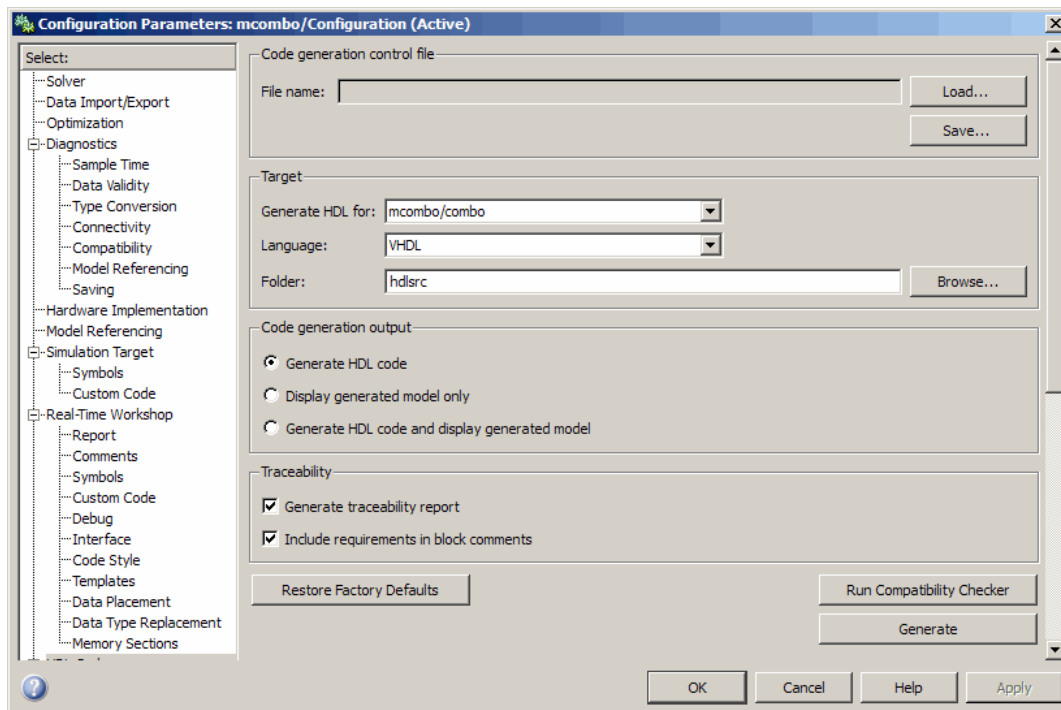 Configuration Parameters: mcombo/Configuration (Active)
Select:
Solver
Data Import/Export
Optimization
Diagnostics
Sample Time
Data Validity
Type Conversion
Connectivity
Compatibility
Model Referencing
Saving
Hardware Implementation
Model Referencing
Simulation Target
Symbols
Custom Code
Real-Time Workshop
Report
Comments
Symbols
Custom Code
Debug
Interface
Code Style
Templates
Data Placement
Data Type Replacement
Memory Sections
Code generation control file
File name:
Load...
Save...
Target
Generate HDL for: mcombo/combo
Language: VHDL
Folder: hdlsrc Browse...
Code generation output
Generate HDL code
Display generated model only
Generate HDL code and display generated model
Traceability
Generate traceability report
Include requirements in block comments
Restore Factory Defaults Run Compatibility Checker
Generate
OK Cancel Help Apply